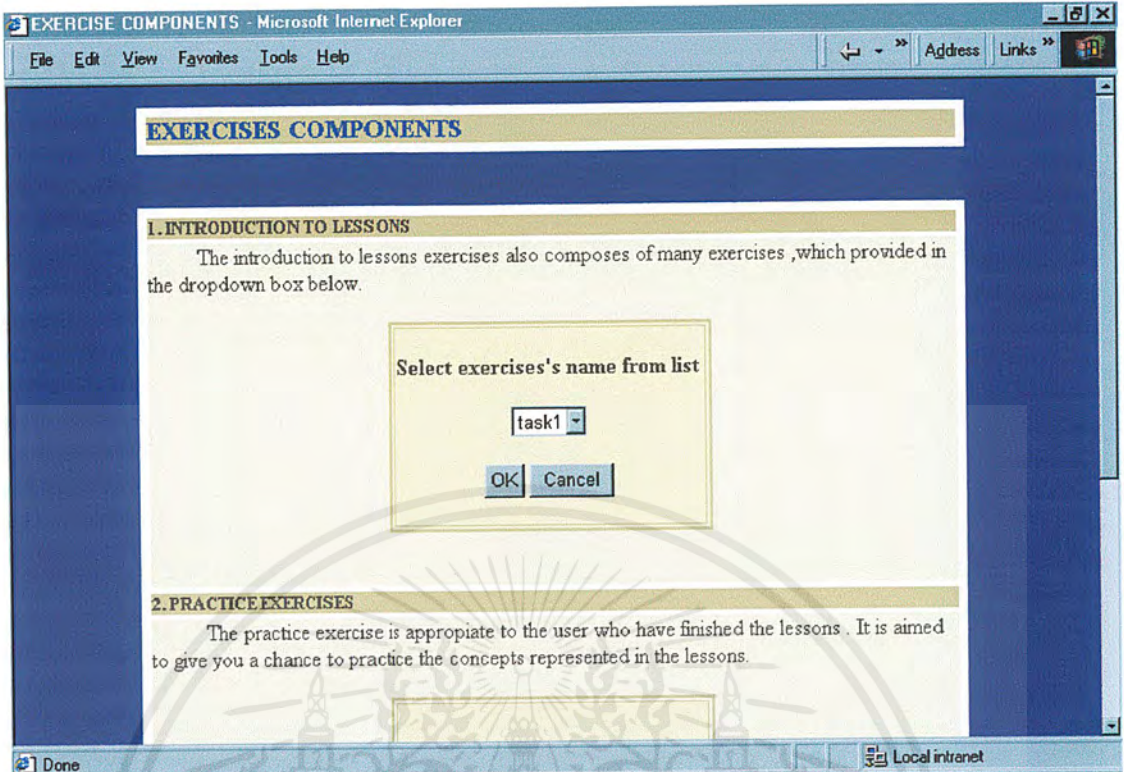 EXERCISE COMPONENTS - Microsoft Internet Explorer
File Edit View Favorites Tools Help
» Address Links »
EXERCISES COMPONENTS
1.INTRODUCTION TO LESSONS
The introduction to lessons exercises also composes of many exercises ,which provided in
the dropdown box below.
Select exercises's name from list
task1
OK Cancel
2.PRACTICE EXERCISES
The practice exercise is appropiate to the user who have finished the lessons . It is aimed
to give you a chance to practice the concepts represented in the lessons.
Done
Local intranet